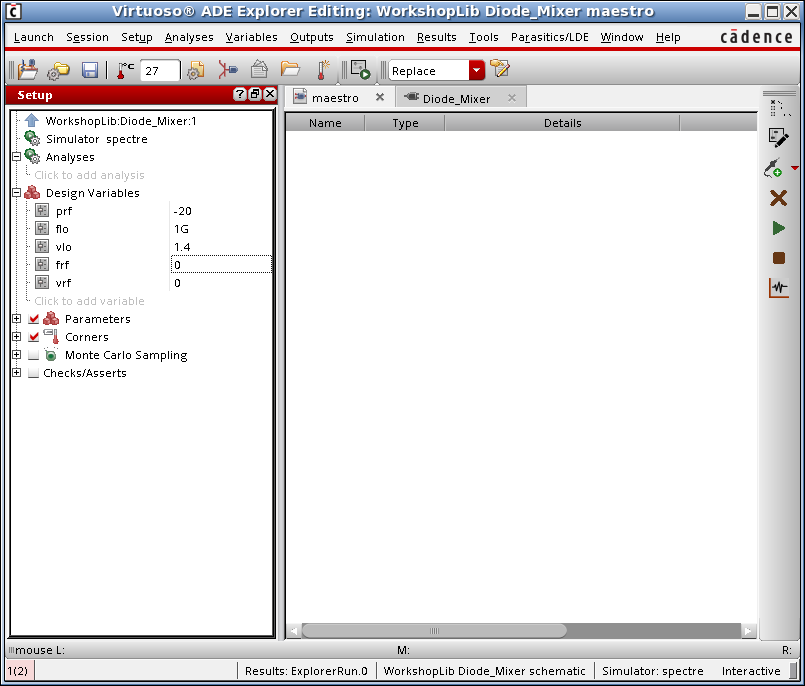 Virtuoso® ADE Explorer Editing: WorkshopLib Diode_Mixer maestro
Launch Session Setup Analyses Variables Outputs Simulation Results Tools Parasitics/LDE Window Help cādence
°C 27 Replace
Setup
maestro
Diode_Mixer
Name Type Details
WorkshopLib:Diode_Mixer:1
Simulator spectre
Analyses
Click to add analysis
Design Variables
prf -20
flo 1G
vlo 1.4
frf 0
vrf 0
Click to add variable
Parameters
Corners
Monte Carlo Sampling
Checks/Asserts
mouse L: M: R:
1(2) Results: ExplorerRun.0 WorkshopLib Diode_Mixer schematic Simulator: spectre Interactive